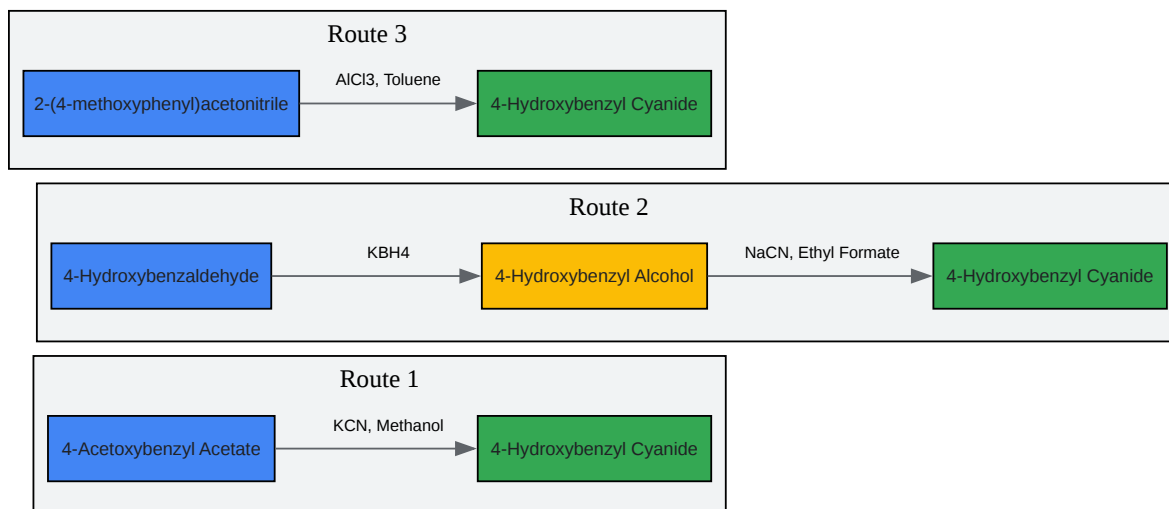 Route 3
2-(4-methoxyphenyl)acetonitrile
AlCl3, Toluene
4-Hydroxybenzyl Cyanide
Route 2
4-Hydroxybenzaldehyde
KBH4
4-Hydroxybenzyl Alcohol
NaCN, Ethyl Formate
4-Hydroxybenzyl Cyanide
Route 1
4-Acetoxybenzyl Acetate
KCN, Methanol
4-Hydroxybenzyl Cyanide